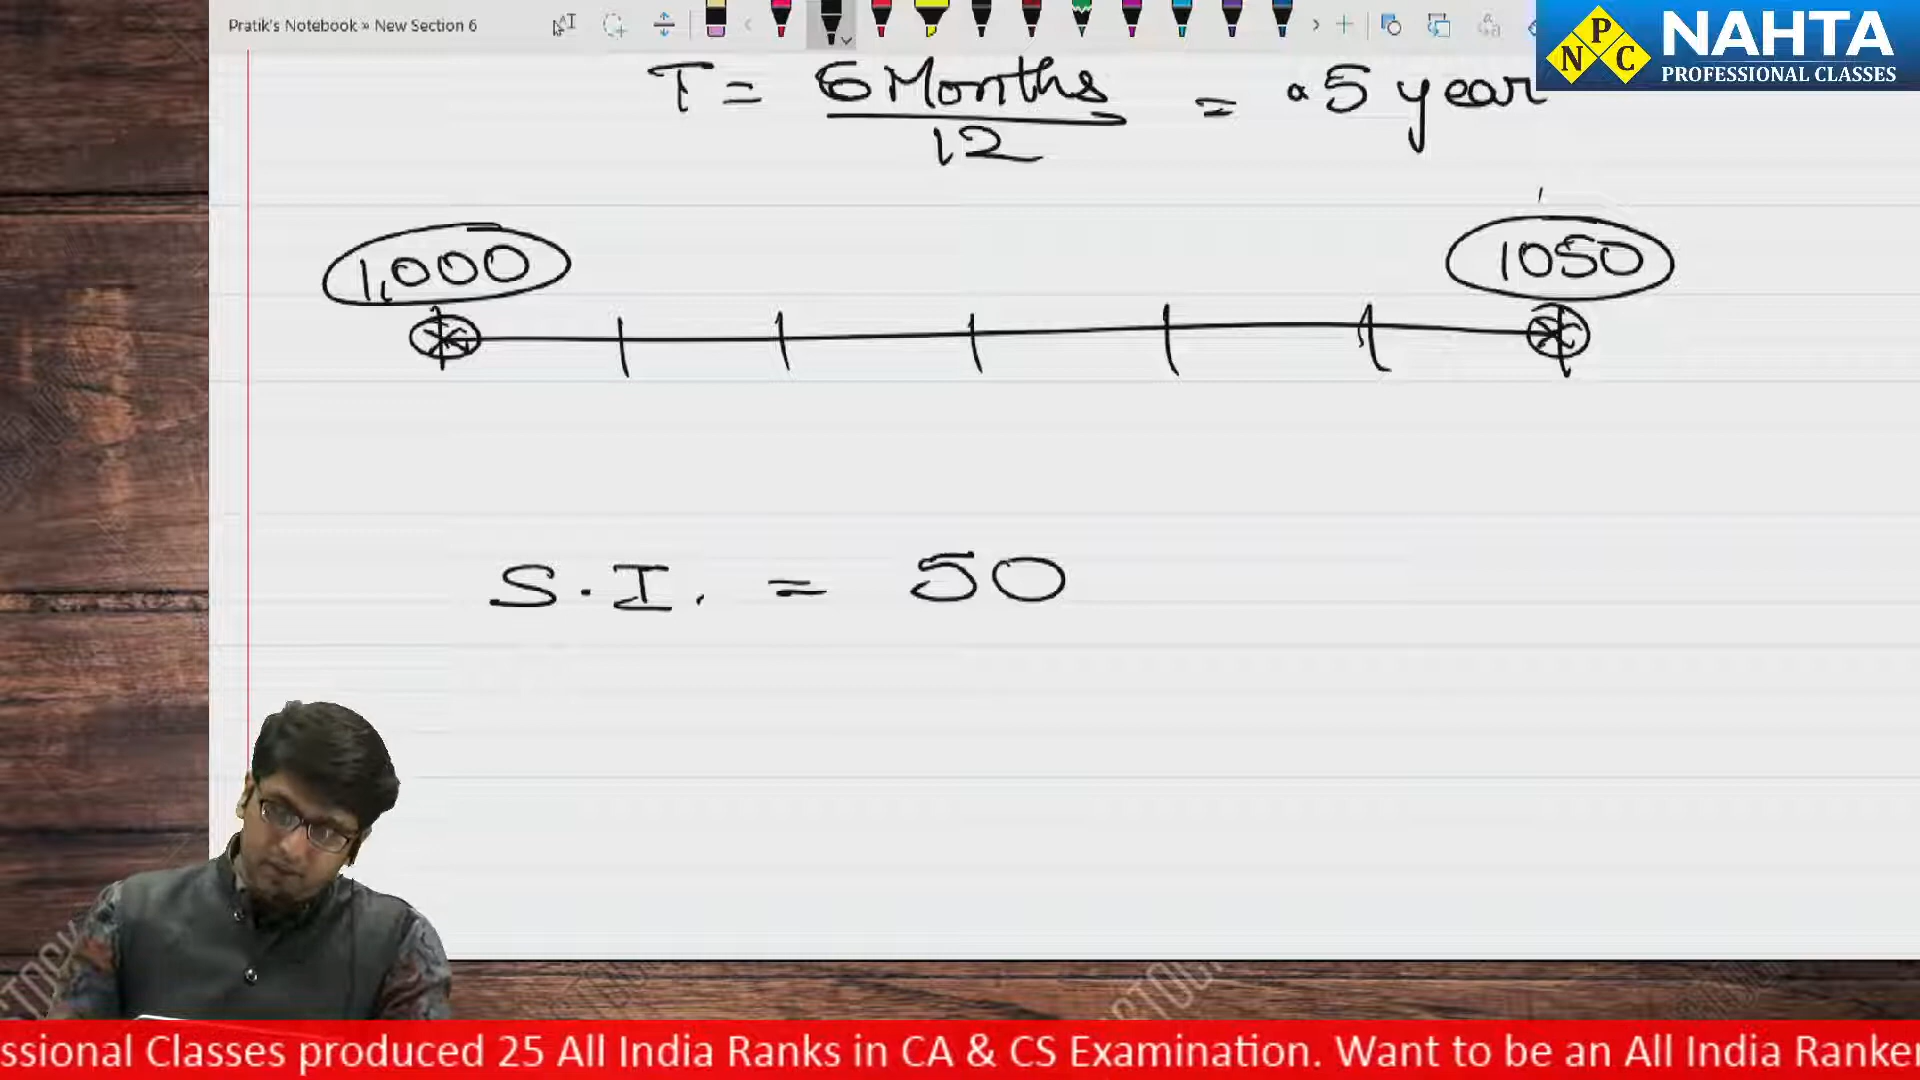 Pratik's Notebook » New Section 6
N P C
NAHTA
PROFESSIONAL CLASSES
T = 6 Months / 12 = .5 year
1,000
1050
S.I. = 50
ssional Classes produced 25 All India Ranks in CA & CS Examination. Want to be an All India Ranker